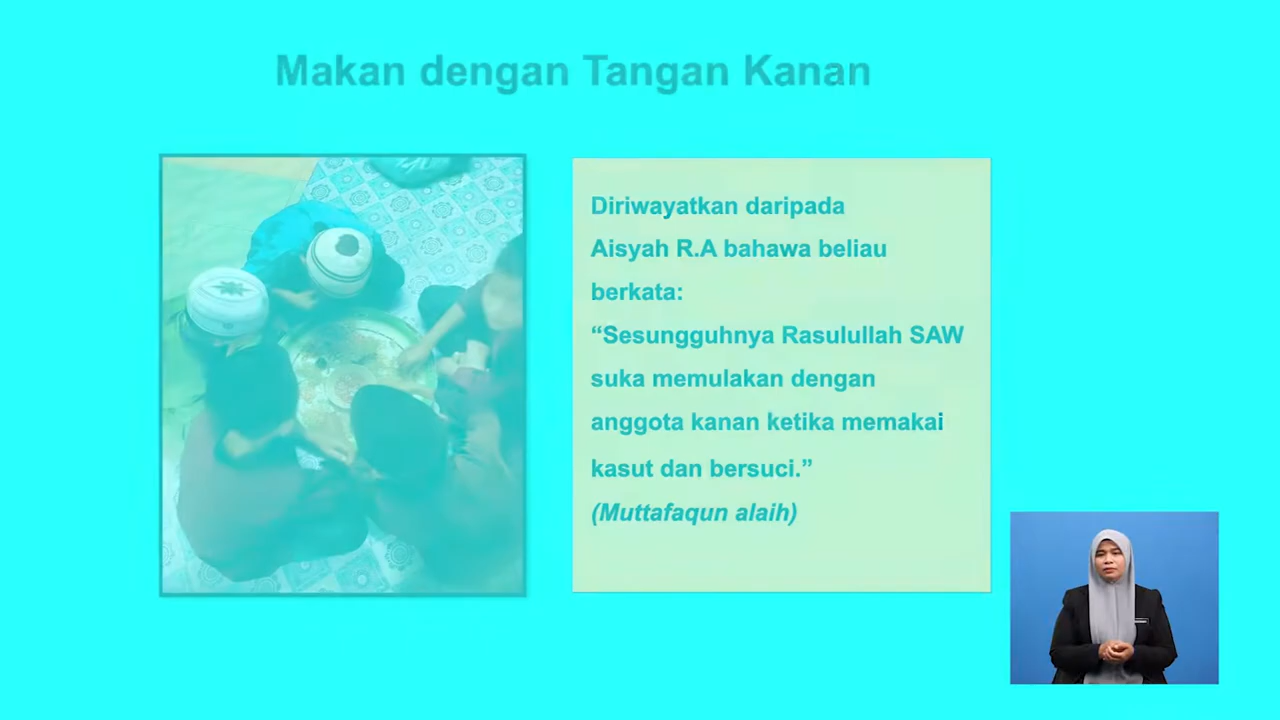 Makan dengan Tangan Kanan
Diriwayatkan daripada
Aisyah R.A bahawa beliau
berkata:
“Sesungguhnya Rasulullah SAW
suka memulakan dengan
anggota kanan ketika memakai
kasut dan bersuci.”
(Muttafaqun alaih)